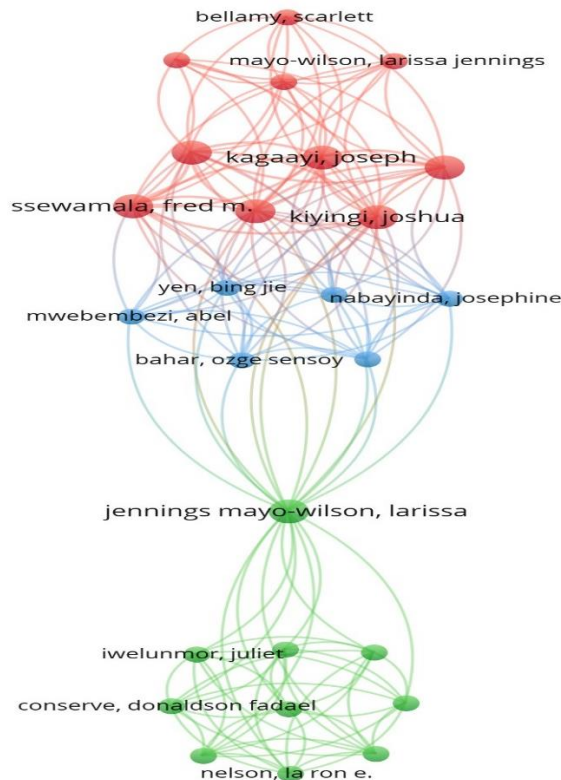 bellamy, scarlett
mayo-wilson, larissa jennings
kagaayi, joseph
ssewamala, fred m.
kiyingi, joshua
yen, bing jie
nabayinda, josephine
mwebembezi, abel
bahar, ozge sensoy
jennings mayo-wilson, larissa
iwelunmor, juliet
conserve, donaldson fadael
nelson, la ron e.